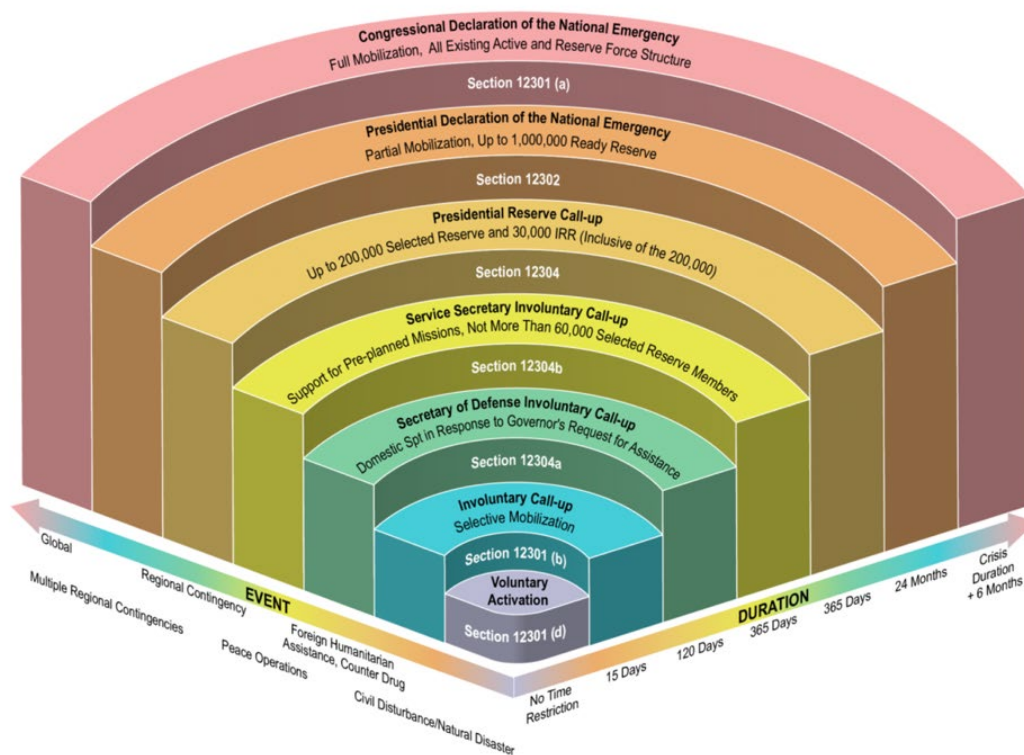 Congressional Declaration of the National Emergency
Full Mobilization, All Existing Active and Reserve Force Structure
Section 12301 (a)
Presidential Declaration of the National Emergency
Partial Mobilization, Up to 1,000,000 Ready Reserve
Section 12302
Presidential Reserve Call-up
Up to 200,000 Selected Reserve and 30,000 IRR (Inclusive of the 200,000)
Section 12304
Service Secretary Involuntary Call-up
Support for Pre-planned Missions, Not More Than 60,000 Selected Reserve Members
Section 12304b
Secretary of Defense Involuntary Call-up
Domestic Spt in Response to Governor's Request for Assistance
Section 12304a
Involuntary Call-up
Selective Mobilization
Section 12301 (b)
Voluntary
Activation
Section 12301 (d)
Global
Multiple Regional Contingencies
Regional Contingency
EVENT
Peace Operations
Foreign Humanitarian
Assistance, Counter Drug
Civil Disturbance/Natural Disaster
No Time
Restriction
15 Days
120 Days
DURATION
365 Days
365 Days
24 Months
Crisis
Duration
+ 6 Months